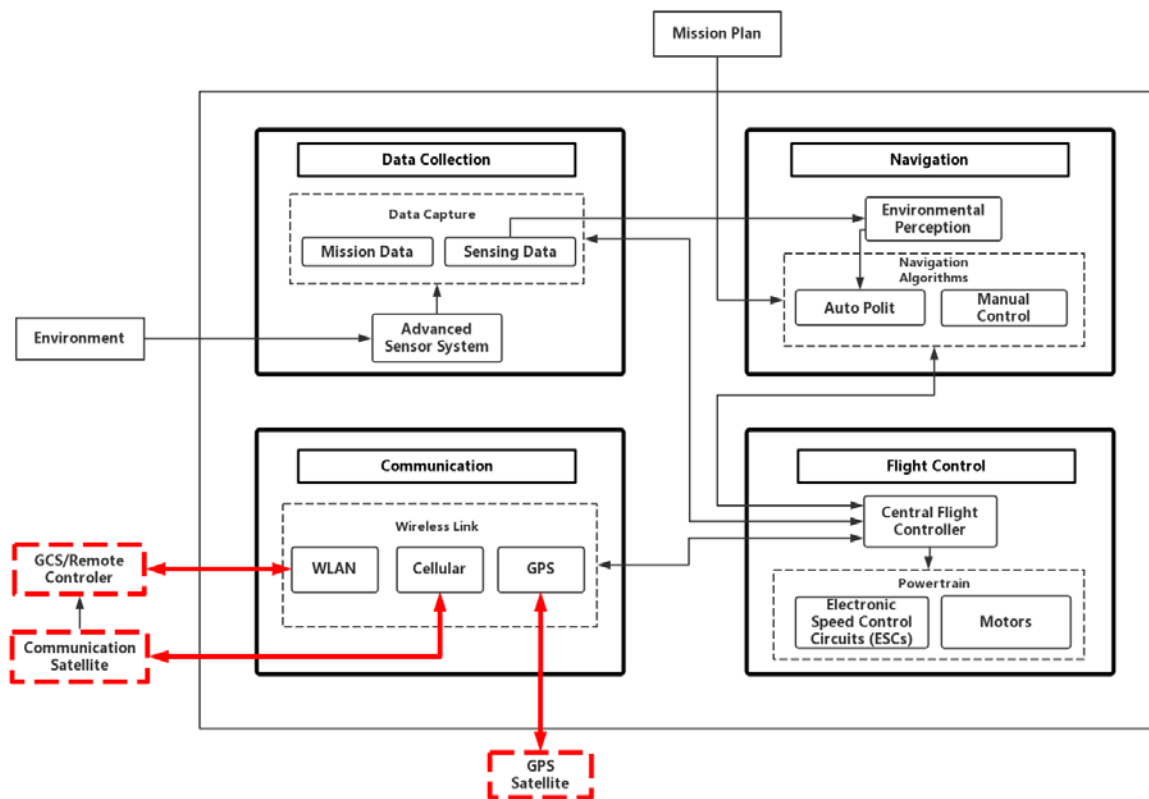 Mission Plan
Data Collection
Data Capture
Mission Data
Sensing Data
Advanced
Sensor System
Environment
Navigation
Environmental
Perception
Navigation
Algorithms
Auto Polit
Manual
Control
Communication
Wireless Link
WLAN
Cellular
GPS
GCS/Remote
Controler
Communication
Satellite
GPS
Satellite
Flight Control
Central Flight
Controller
Powertrain
Electronic
Speed Control
Circuits (ESCs)
Motors